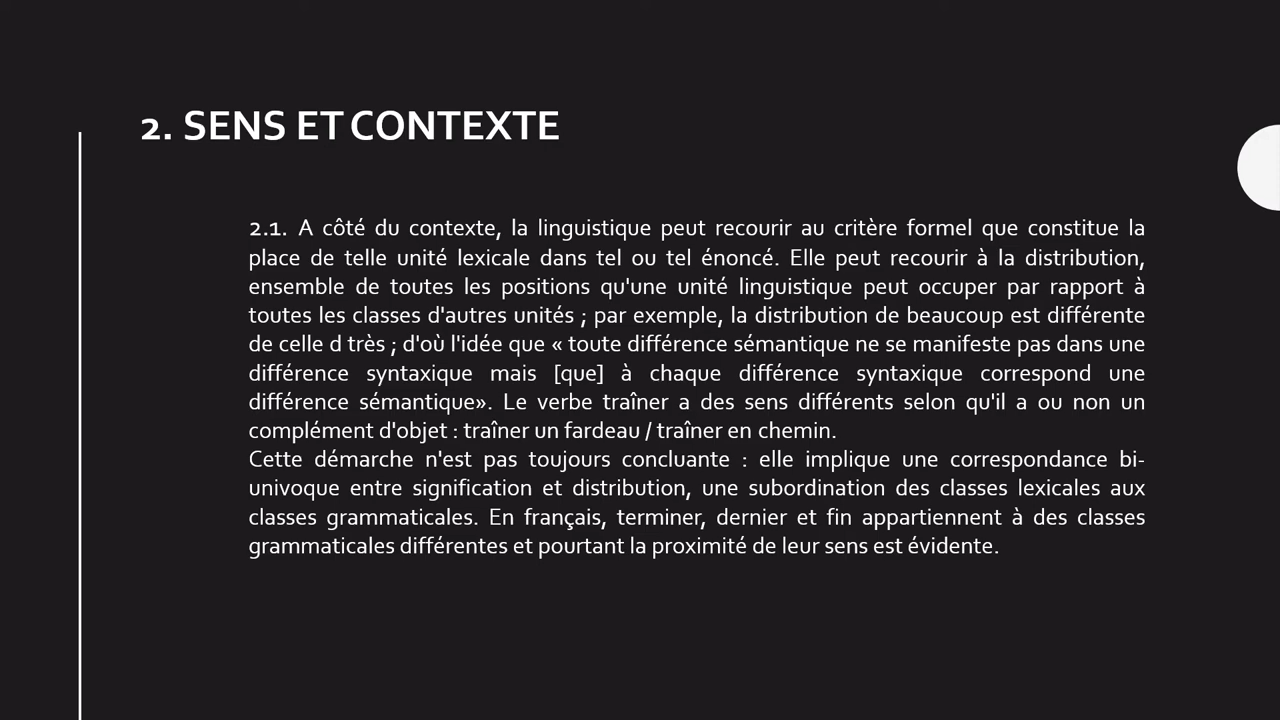 2. SENS ET CONTEXTE
2.1. A côté du contexte, la linguistique peut recourir au critère formel que constitue la
place de telle unité lexicale dans tel ou tel énoncé. Elle peut recourir à la distribution,
ensemble de toutes les positions qu'une unité linguistique peut occuper par rapport à
toutes les classes d'autres unités ; par exemple, la distribution de beaucoup est différente
de celle d très ; d'où l'idée que « toute différence sémantique ne se manifeste pas dans une
différence syntaxique mais [que] à chaque différence syntaxique correspond une
différence sémantique». Le verbe traîner a des sens différents selon qu'il a ou non un
complément d'objet : traîner un fardeau / traîner en chemin.
Cette démarche n'est pas toujours concluante : elle implique une correspondance bi-
univoque entre signification et distribution, une subordination des classes lexicales aux
classes grammaticales. En français, terminer, dernier et fin appartiennent à des classes
grammaticales différentes et pourtant la proximité de leur sens est évidente.